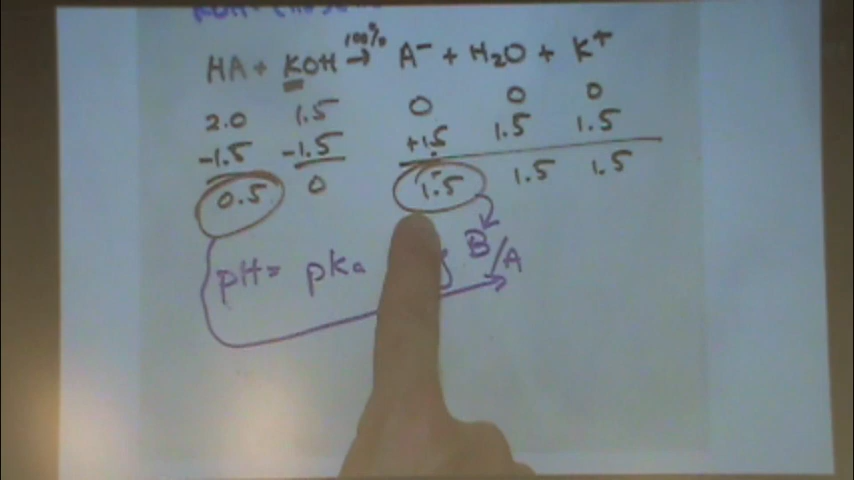 HA + KOH 100% → A⁻ + H₂O + K⁺
2.0 1.5 0 0 0
-1.5 -1.5 +1.5 1.5 1.5
0.5 0 1.5 1.5 1.5
pH = pKa B/A